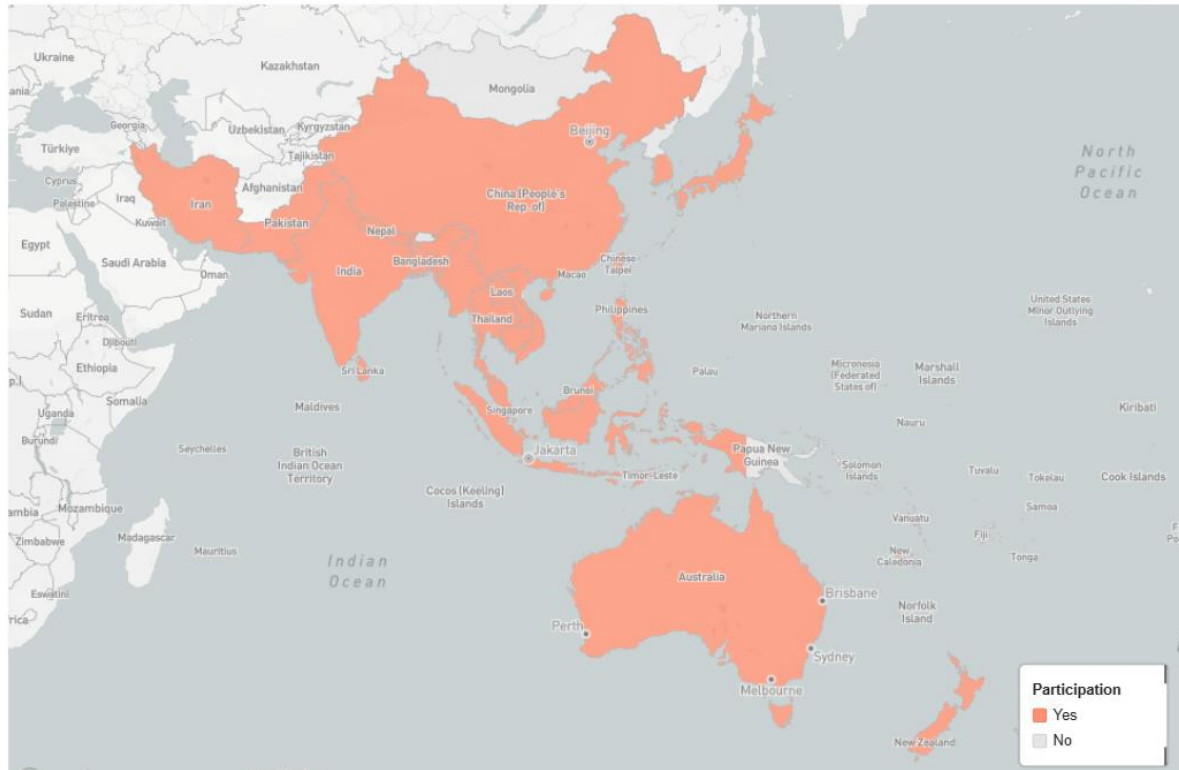 Ukraine
Kazakhstan
Mongolia
Georgia
Uzbekistan
Kyrgyzstan
Beijing
Türkiye
Tajikistan
North
Pacific
Ocean
Cyprus
Palestine
Iraq
Afghanistan
Iran
China (People's
Rep. of)
Kuwait
Pakistan
Nepal
Egypt
Saudi Arabia
Oman
India
Bangladesh
Macao
Chinese
Taipei
Laos
Sudan
Eritrea
Thailand
Philippines
Northern
Mariana Islands
United States
Minor Outlying
Islands
Djibouti
Ethiopia
Sri Lanka
Palau
Micronesia
(Federated
States of)
Marshall
Islands
Somalia
Maldives
Brunei
Singapore
Uganda
Nauru
Kiribati
Burundi
Seychelles
British
Indian Ocean
Territory
Jakarta
Papua New
Guinea
Solomon
Islands
Tuvalu
Tokelau
Cook Islands
Timor-Leste
Cocos (Keeling)
Islands
Samoa
Mozambique
Vanuatu
Zimbabwe
Madagascar
Mauritius
Fiji
Tonga
New
Caledonia
Indian
Ocean
Australia
Eswatini
Brisbane
Norfolk
Island
Perth
Sydney
Melbourne
New Zealand
Participation
Yes
No